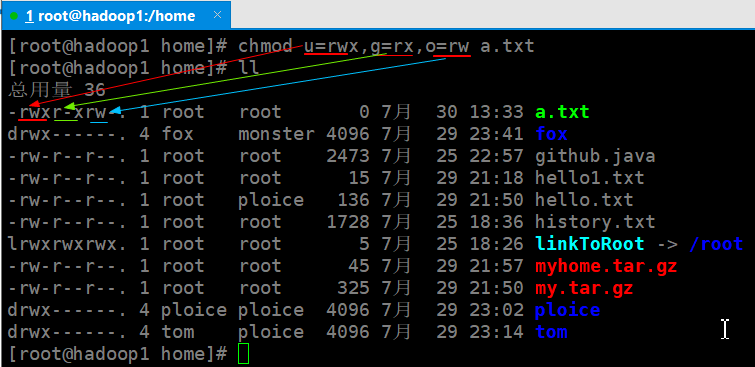 1 root@hadoop1:/home ×
[root@hadoop1 home]# chmod u=rwx,g=rx,o=rw a.txt
[root@hadoop1 home]# ll
总用量 36
-rwxr-xrw-. 1 root root 0 7月 30 13:33 a.txt
drwx------. 4 fox monster 4096 7月 29 23:41 fox
-rw-r--r--. 1 root root 2473 7月 25 22:57 github.java
-rw-r--r--. 1 root root 15 7月 29 21:18 hello1.txt
-rw-r--r--. 1 root ploice 136 7月 29 21:50 hello.txt
-rw-r--r--. 1 root root 1728 7月 25 18:36 history.txt
lrwxrwxrwx. 1 root root 5 7月 25 18:26 linkToRoot -> /root
-rw-r--r--. 1 root root 45 7月 29 21:57 myhome.tar.gz
-rw-r--r--. 1 root root 325 7月 29 21:50 my.tar.gz
drwx------. 4 ploice ploice 4096 7月 29 23:02 ploice
drwx------. 4 tom ploice 4096 7月 29 23:14 tom
[root@hadoop1 home]#